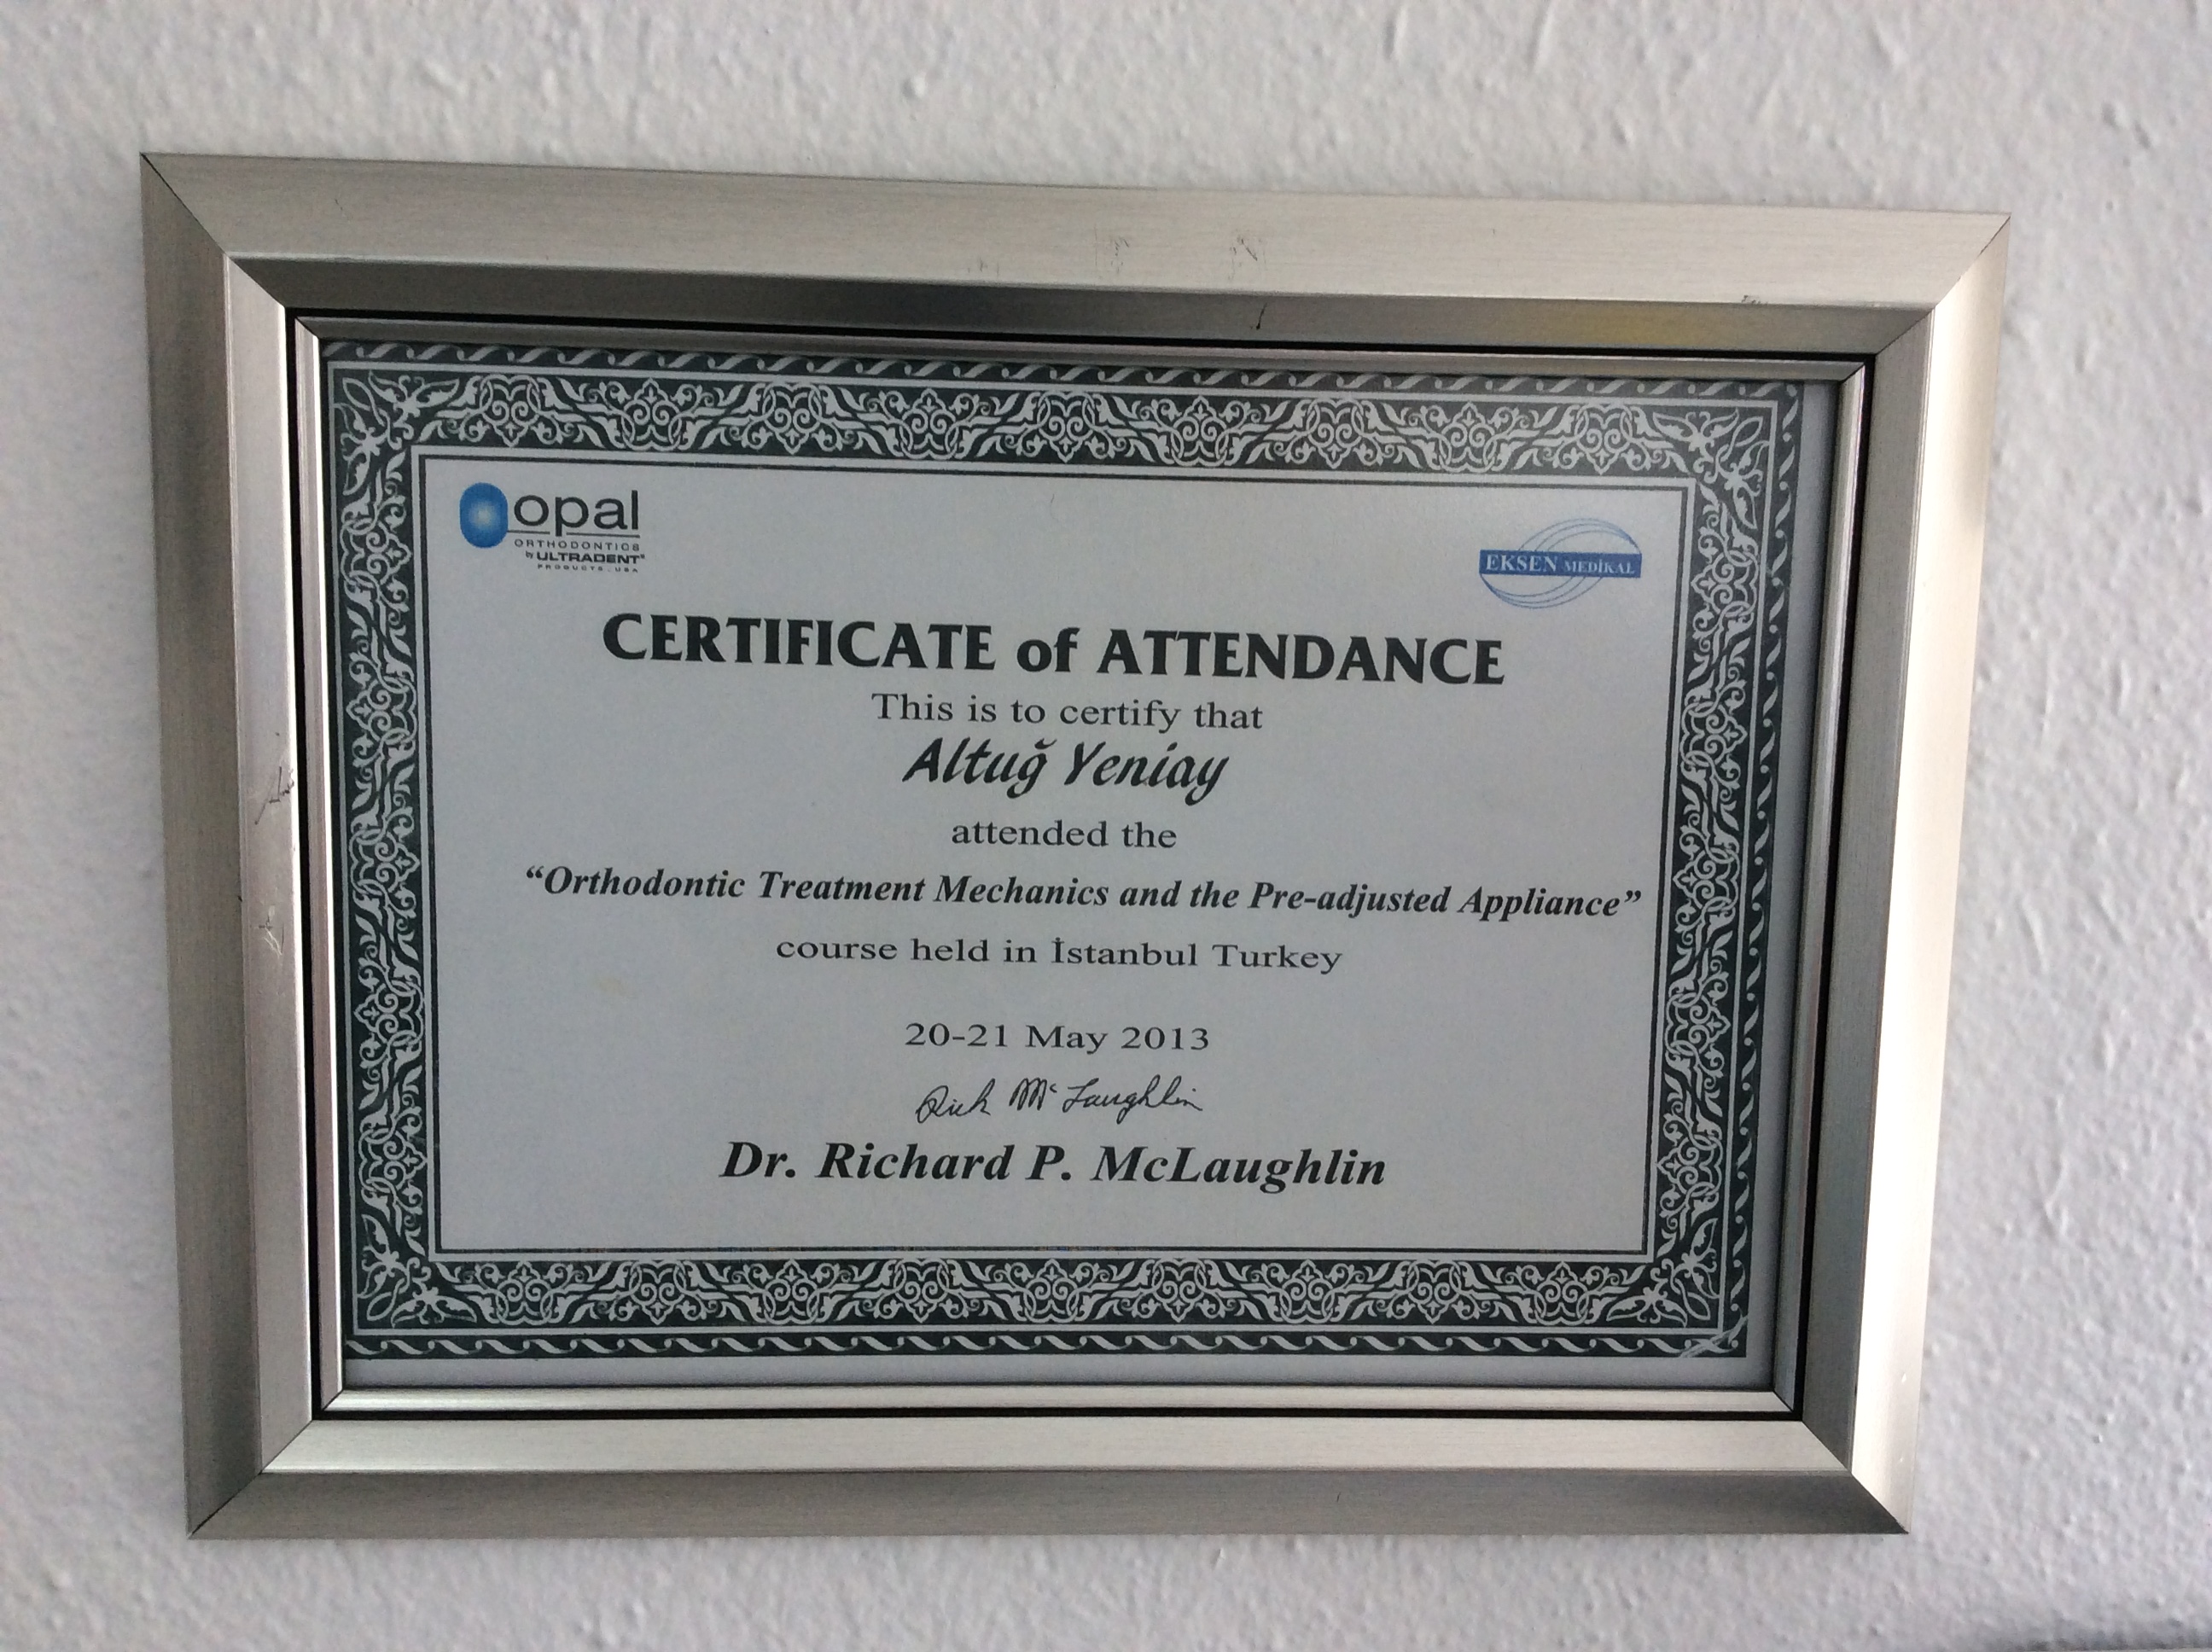 opal
ORTHODONTICS
by ULTRADENT
PRODUCTS, USA
EKSEN MEDİKAL
CERTIFICATE of ATTENDANCE
This is to certify that
Altuğ Yeniay
attended the
“Orthodontic Treatment Mechanics and the Pre-adjusted Appliance”
course held in İstanbul Turkey
20-21 May 2013
Rick McLaughlin
Dr. Richard P. McLaughlin